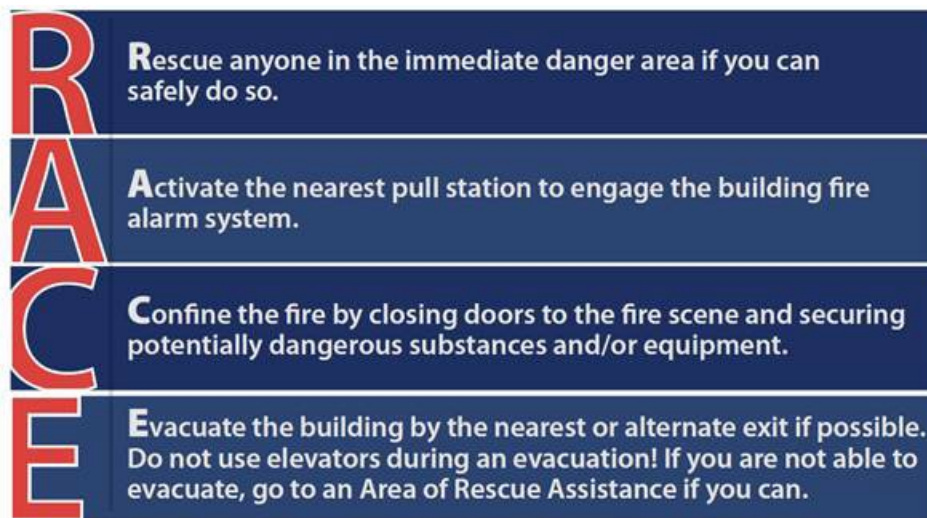 R
Rescue anyone in the immediate danger area if you can
safely do so.
A
Activate the nearest pull station to engage the building fire
alarm system.
C
Confine the fire by closing doors to the fire scene and securing
potentially dangerous substances and/or equipment.
E
Evacuate the building by the nearest or alternate exit if possible.
Do not use elevators during an evacuation! If you are not able to
evacuate, go to an Area of Rescue Assistance if you can.